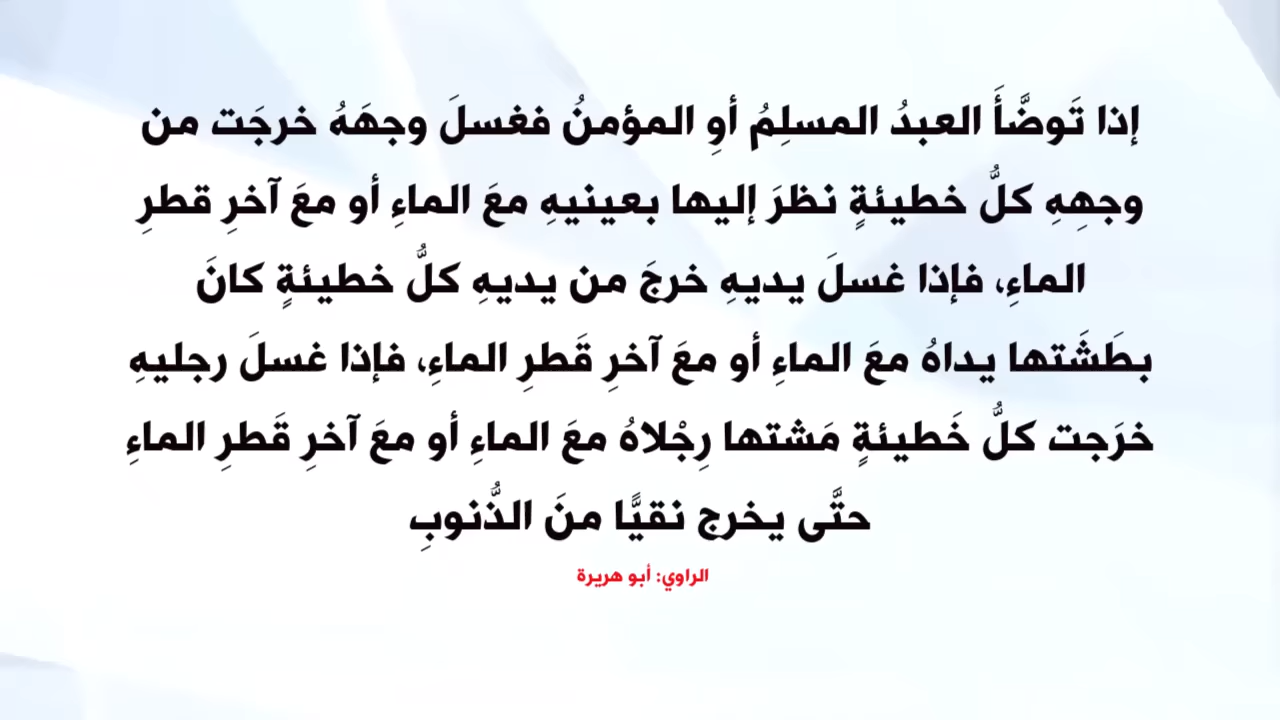 إذا تَوضَّأَ العبدُ المسلِمُ أوِ المؤمنُ فغسلَ وجهَهُ خرجَت من
وجهِهِ كلُّ خطيئةٍ نظرَ إليها بعينيهِ معَ الماءِ أو معَ آخرِ قطرِ
الماءِ، فإذا غسلَ يديهِ خرجَ من يديهِ كلُّ خطيئةٍ كانَ
بطَشَتها يداهُ معَ الماءِ أو معَ آخرِ قَطرِ الماءِ، فإذا غسلَ رجليهِ
خرَجت كلُّ خَطيئةٍ مَشتها رِجْلاهُ معَ الماءِ أو معَ آخرِ قَطرِ الماءِ
حتَّى يخرج نقيًّا منَ الذُّنوبِ
الراوي: أبو هريرة